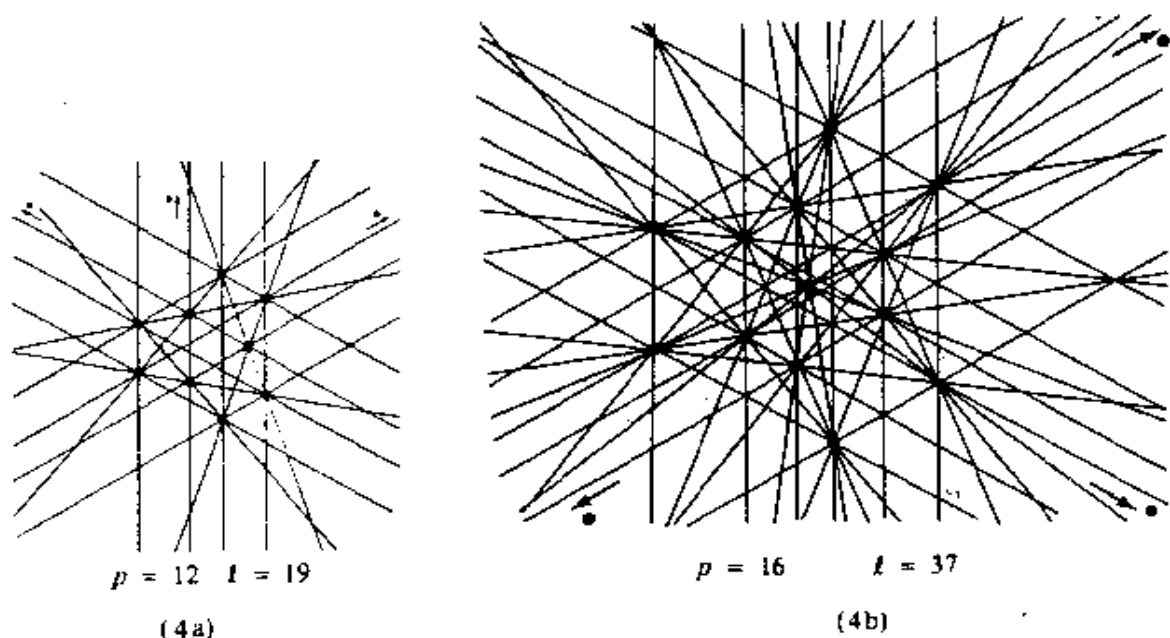 p = 12 ℓ = 19
(4a)
p = 16 ℓ = 37
(4b)